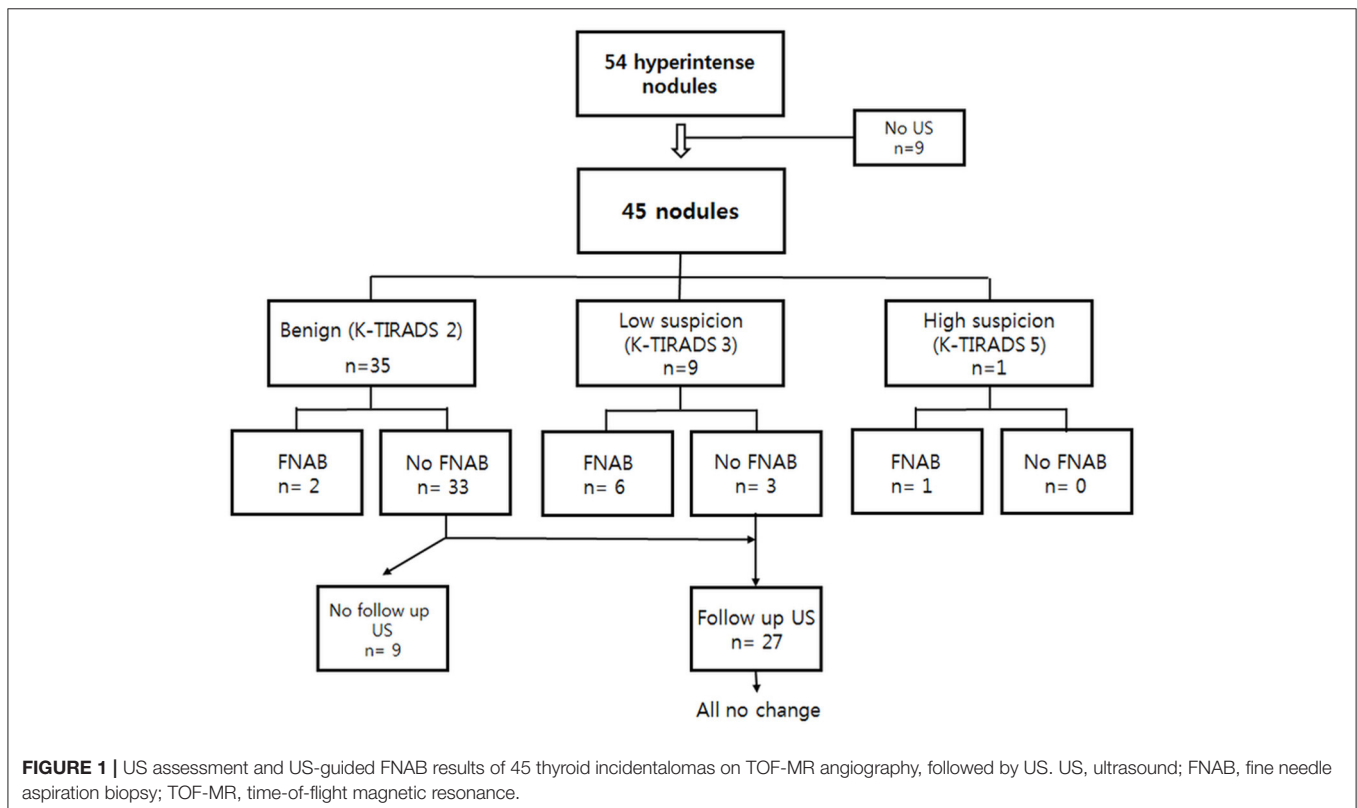 54 hyperintense
nodules
No US
n=9
45 nodules
Benign (K-TIRADS 2)
n=35
Low suspicion
(K-TIRADS 3)
n=9
High suspicion
(K-TIRADS 5)
n=1
FNAB
n= 2
No FNAB
n= 33
FNAB
n= 6
No FNAB
n= 3
FNAB
n= 1
No FNAB
n= 0
No follow up
US
n= 9
Follow up US
n= 27
All no change
FIGURE 1 | US assessment and US-guided FNAB results of 45 thyroid incidentalomas on TOF-MR angiography, followed by US. US, ultrasound; FNAB, fine needle
aspiration biopsy; TOF-MR, time-of-flight magnetic resonance.